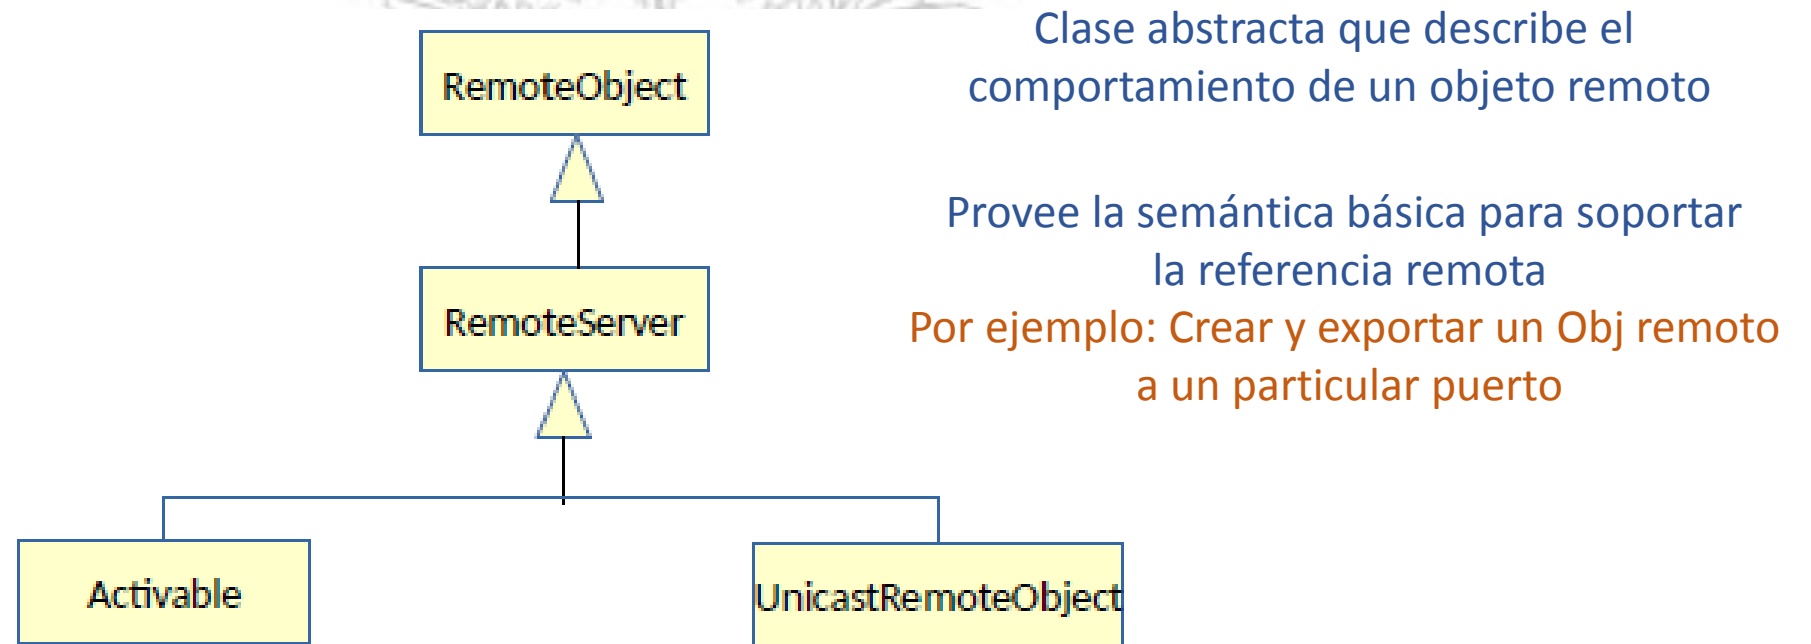 RemoteObject
Clase abstracta que describe el
comportamiento de un objeto remoto
RemoteServer
Provee la semántica básica para soportar
la referencia remota
Por ejemplo: Crear y exportar un Obj remoto
a un particular puerto
Activable
UnicastRemoteObject